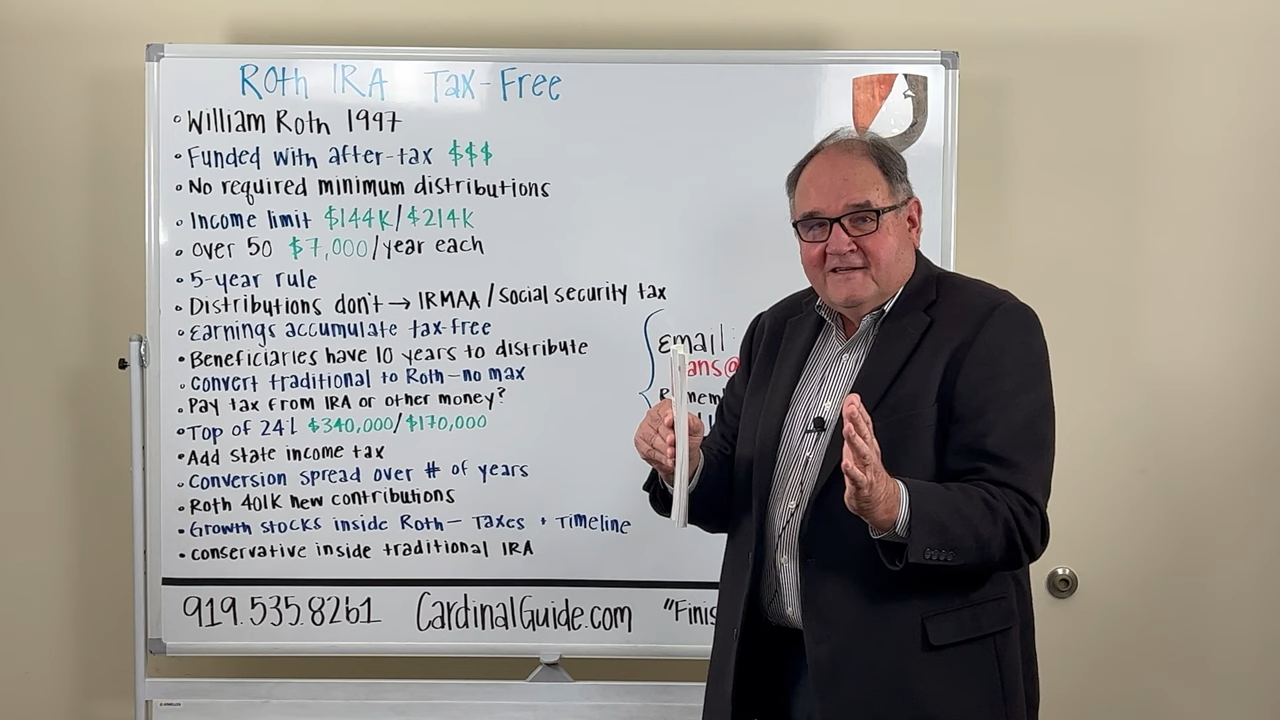 Roth IRA Tax-Free
William Roth 1997
Funded with after-tax $$$
No required minimum distributions
Income limit $144K/$214K
over 50 $7,000/year each
5-year rule
Distributions don't → IRMAA/Social security tax
Earnings accumulate tax-free
Beneficiaries have 10 years to distribute
convert traditional to Roth-no max
Pay tax from IRA or other money?
Top of 24% $340,000/$170,000
Add state income tax
Conversion spread over # of years
Roth 401K new contributions
Growth stocks inside Roth- Taxes + Timeline
conservative inside traditional IRA
Email:
ans@
919.535.8261 CardinalGuide.com "Finis